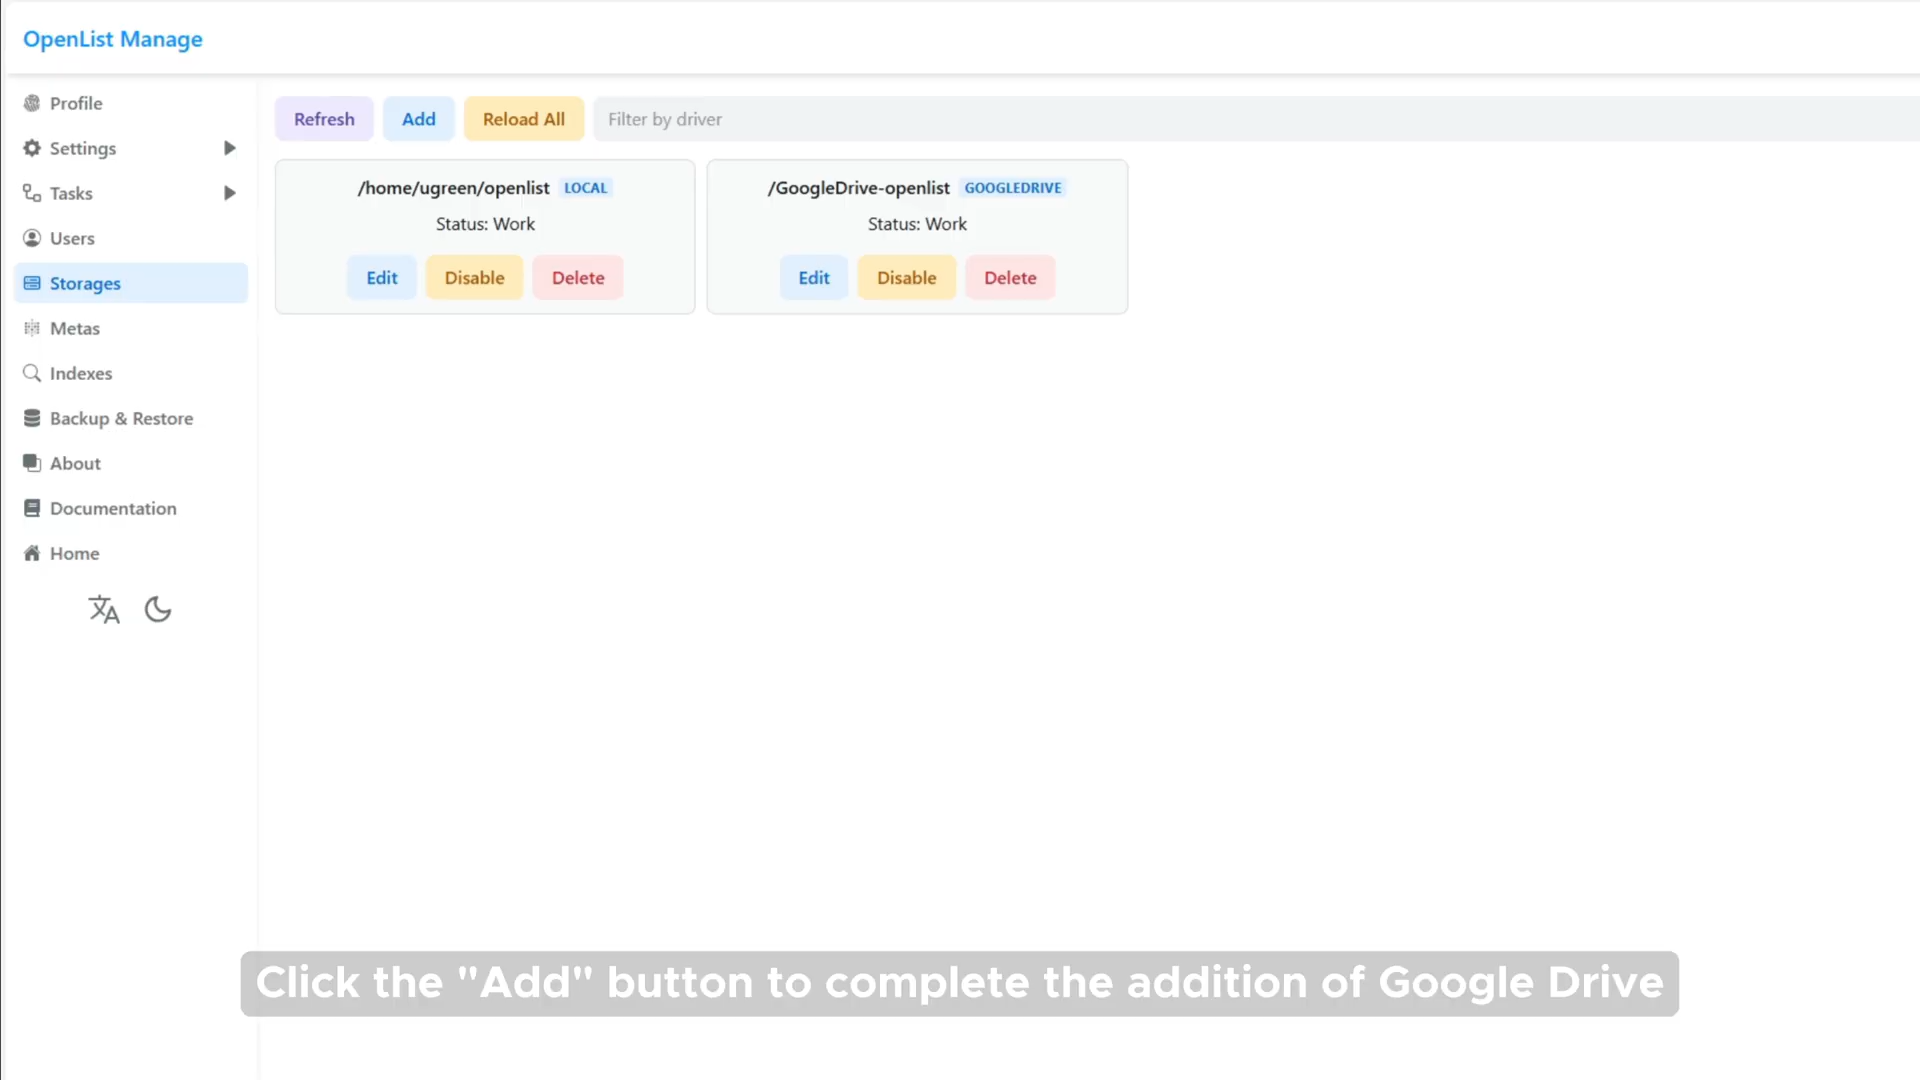 OpenList Manage
Profile
Settings
Tasks
Users
Storages
Metas
Indexes
Backup & Restore
About
Documentation
Home
Refresh Add Reload All Filter by driver
/home/ugreen/openlist LOCAL
Status: Work
Edit Disable Delete
/GoogleDrive-openlist GOOGLEDRIVE
Status: Work
Edit Disable Delete
Click the "Add" button to complete the addition of Google Drive